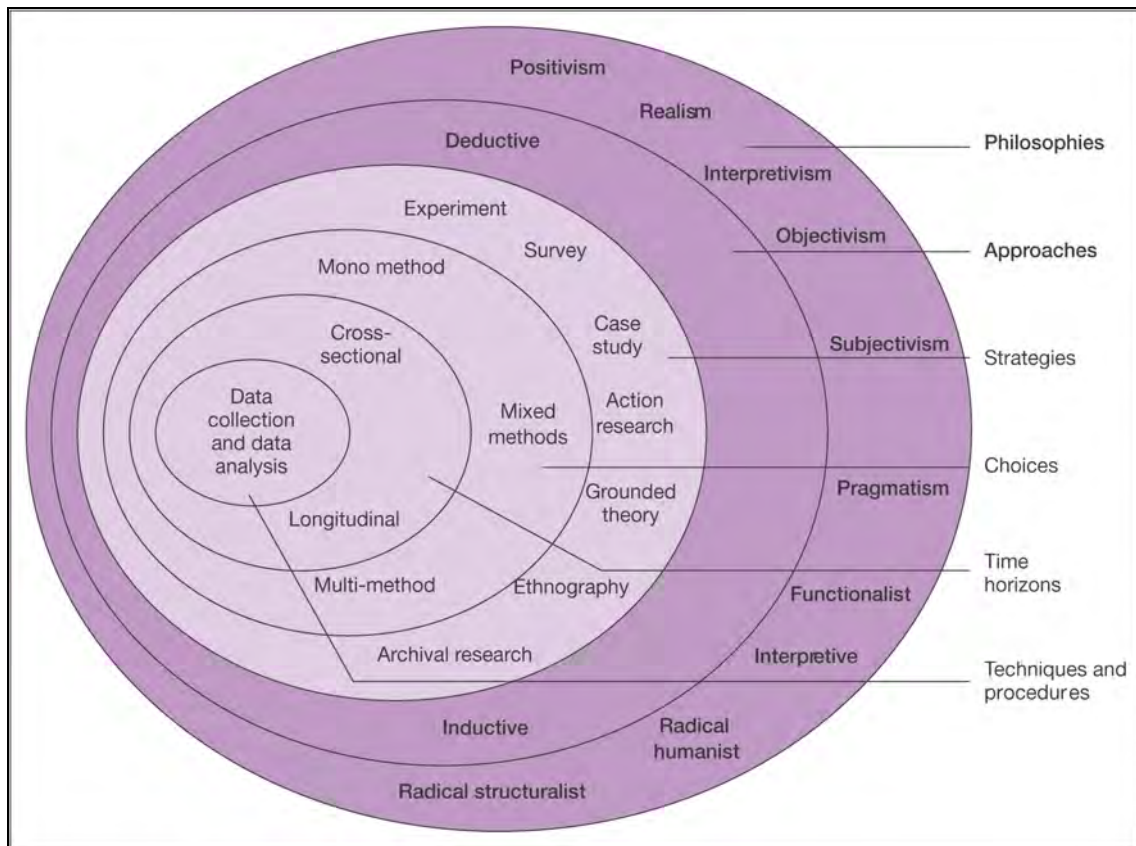 Positivism
Realism
Philosophies
Deductive
Interpretivism
Experiment
Objectivism
Survey
Approaches
Mono method
Cross-
sectional
Case
study
Subjectivism
Strategies
Data
collection
and data
analysis
Mixed
methods
Action
research
Choices
Pragmatism
Grounded
theory
Longitudinal
Time
horizons
Multi-method
Ethnography
Functionalist
Archival research
Interpretive
Techniques and
procedures
Inductive
Radical
humanist
Radical structuralist